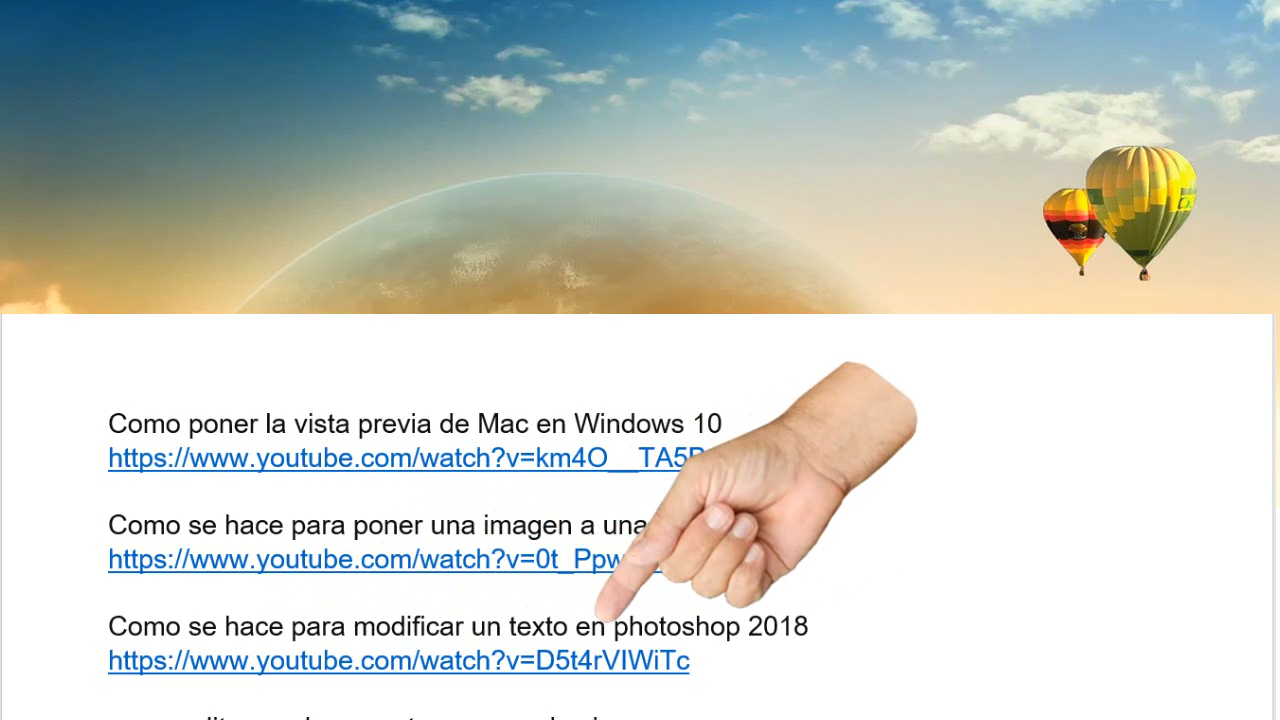 Como poner la vista previa de Mac en Windows 10
https://www.youtube.com/watch?v=km4O__TA5
Como se hace para poner una imagen a una
https://www.youtube.com/watch?v=0t_Ppw
Como se hace para modificar un texto en photoshop 2018
https://www.youtube.com/watch?v=D5t4rVIWiTc